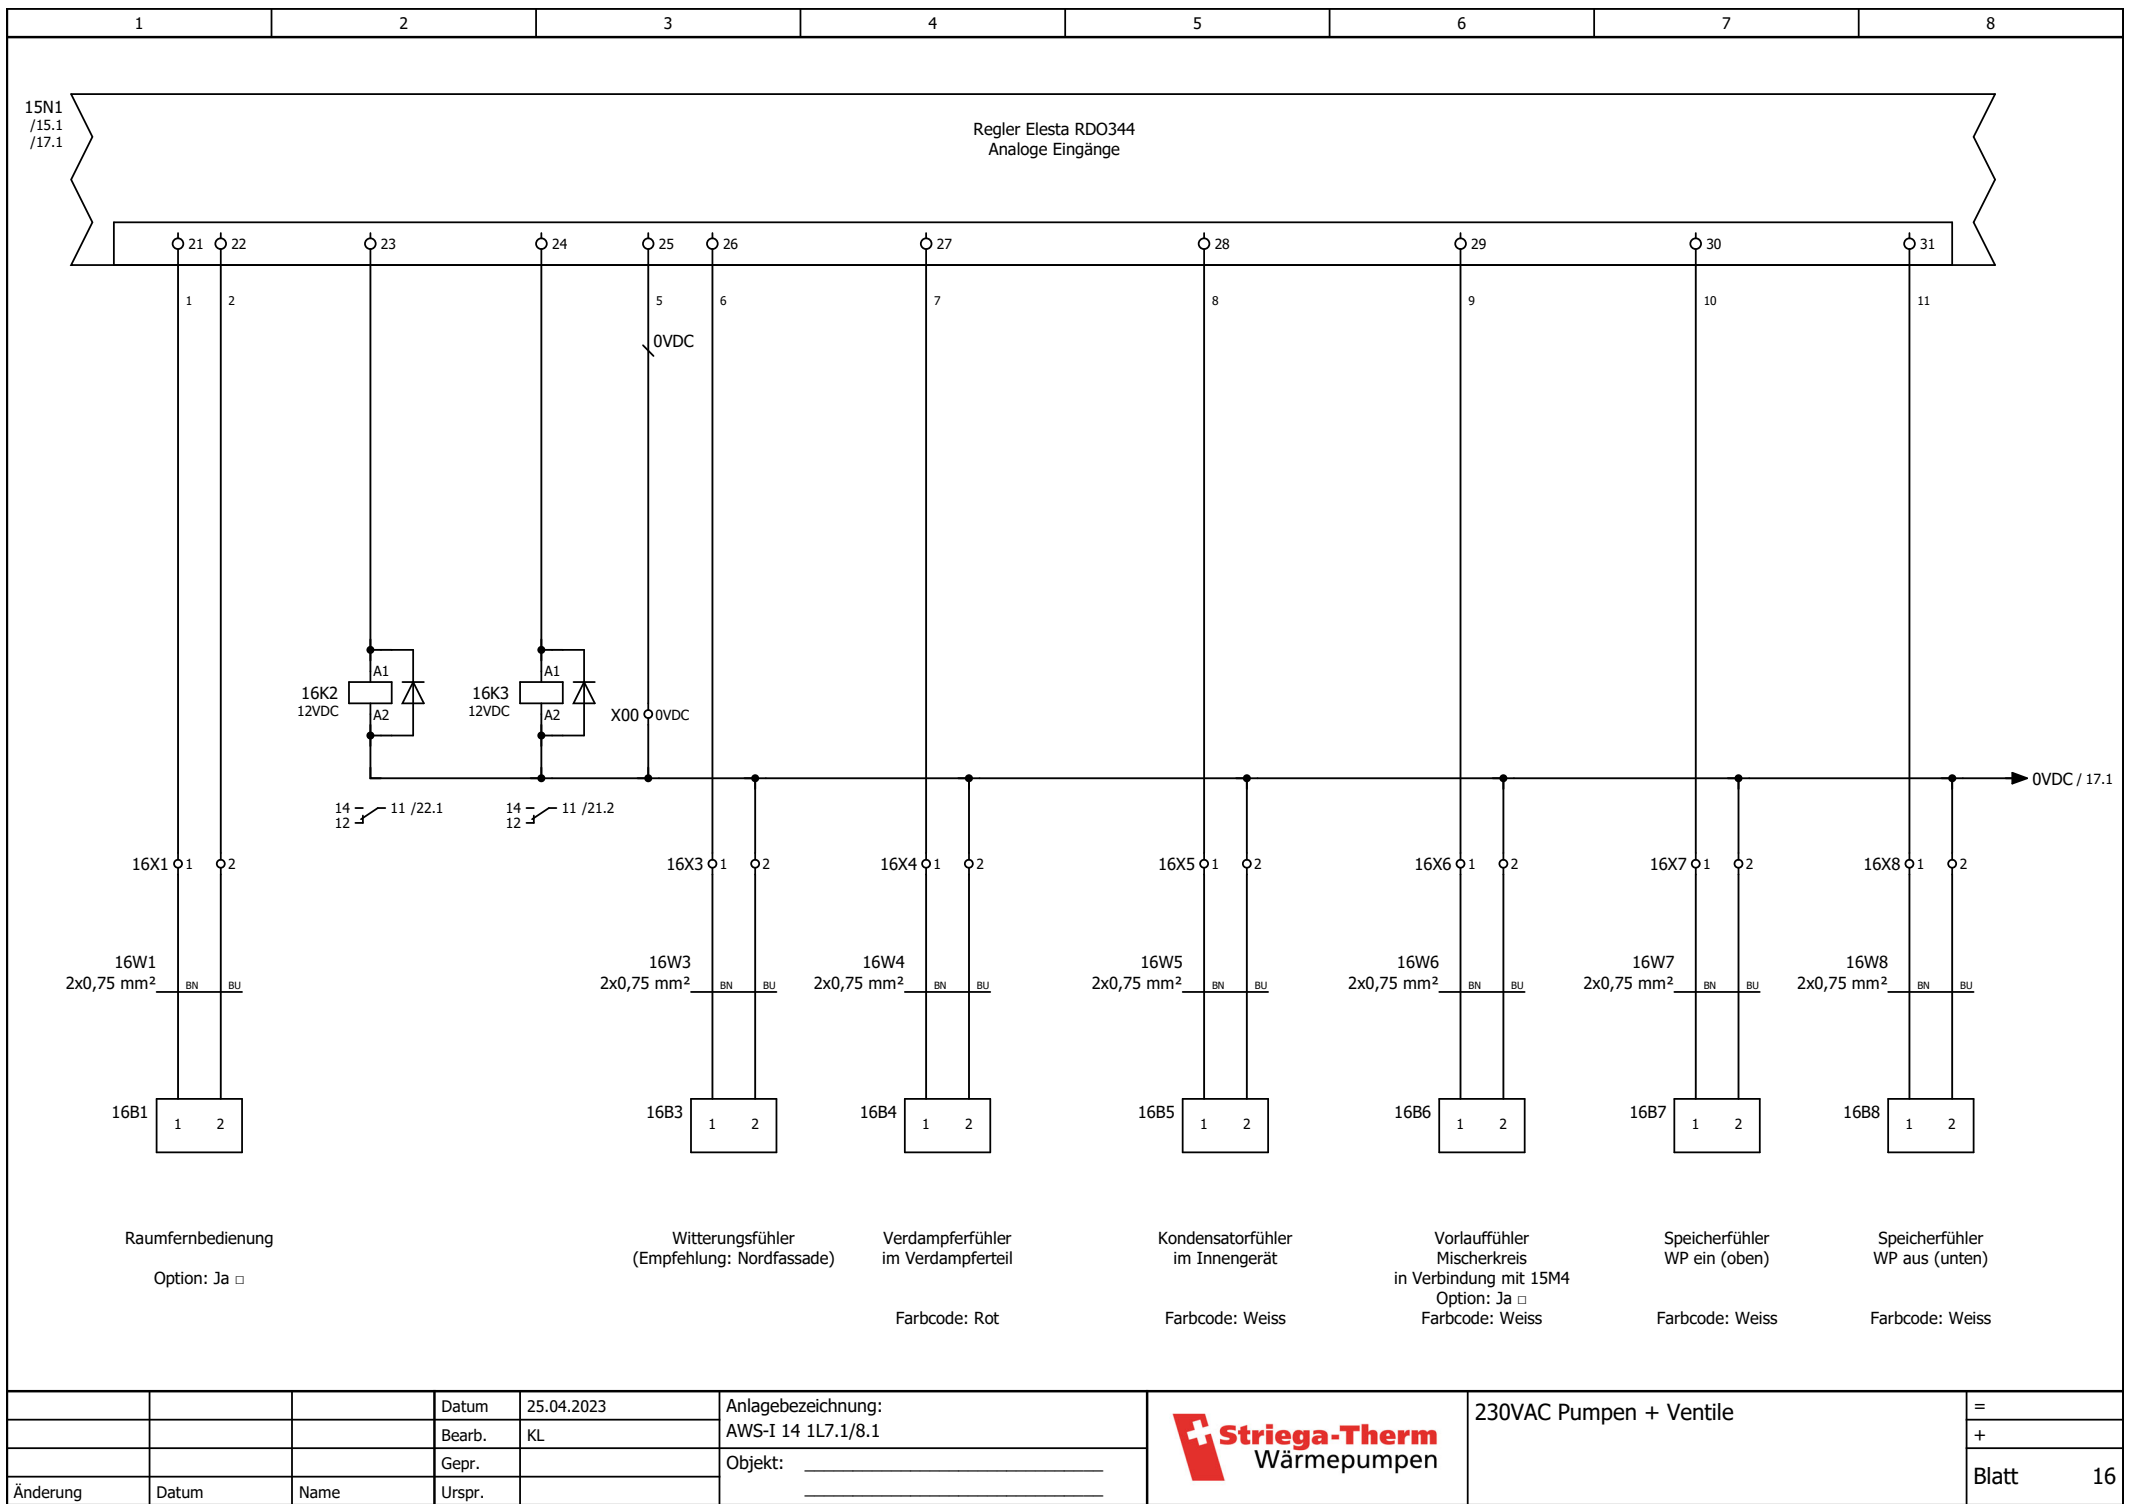 1 2 3 4 5 6 7 8
15N1
/15.1
/17.1
Regler Elesta RDO344
Analoge Eingänge
21 22 23 24 25 26 27 28 29 30 31
1 2 5 6 7 8 9 10 11
0VDC
A1 A1
16K2 16K3
12VDC 12VDC
A2 A2 X00 0VDC
0VDC / 17.1
14 11 /22.1 14 11 /21.2
12 12
16X1 1 2 16X3 1 2 16X4 1 2 16X5 1 2 16X6 1 2 16X7 1 2 16X8 1 2
16W1 16W3 16W4 16W5 16W6 16W7 16W8
2x0,75 mm² BN BU 2x0,75 mm² BN BU 2x0,75 mm² BN BU 2x0,75 mm² BN BU 2x0,75 mm² BN BU 2x0,75 mm² BN BU 2x0,75 mm² BN BU
16B1 16B3 16B4 16B5 16B6 16B7 16B8
1 2 1 2 1 2 1 2 1 2 1 2 1 2
Raumfernbedienung
Option: Ja □
Witterungsfühler
(Empfehlung: Nordfassade)
Verdampferfühler
im Verdampferteil
Farbcode: Rot
Kondensatorfühler
im Innengerät
Farbcode: Weiss
Vorlauffühler
Mischerkreis
in Verbindung mit 15M4
Option: Ja □
Farbcode: Weiss
Speicherfühler
WP ein (oben)
Farbcode: Weiss
Speicherfühler
WP aus (unten)
Farbcode: Weiss
Datum 25.04.2023
Bearb. KL
Gepr.
Änderung Datum Name Urspr.
Anlagebezeichnung:
AWS-I 14 1L7.1/8.1
Objekt:
Striega-Therm
Wärmepumpen
230VAC Pumpen + Ventile
=
+
Blatt 16